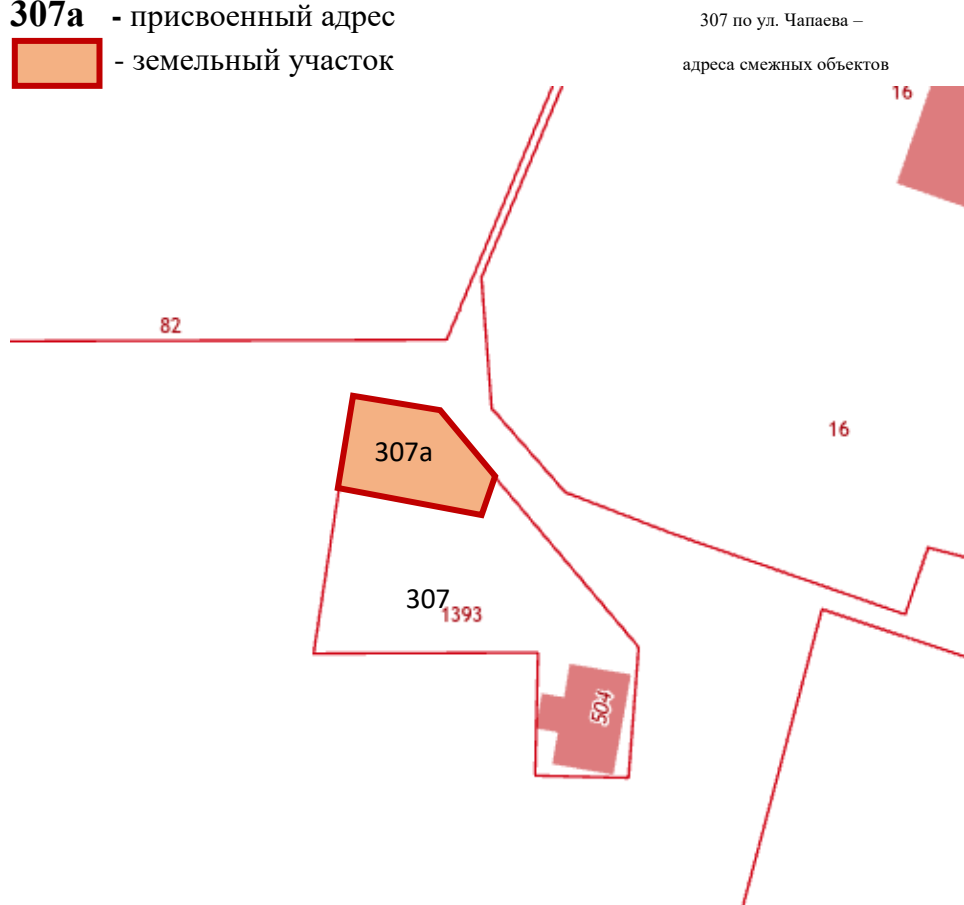 307а - присвоенный адрес
307 по ул. Чапаева –
- земельный участок
адреса смежных объектов
16
82
16
307а
307
1393
504